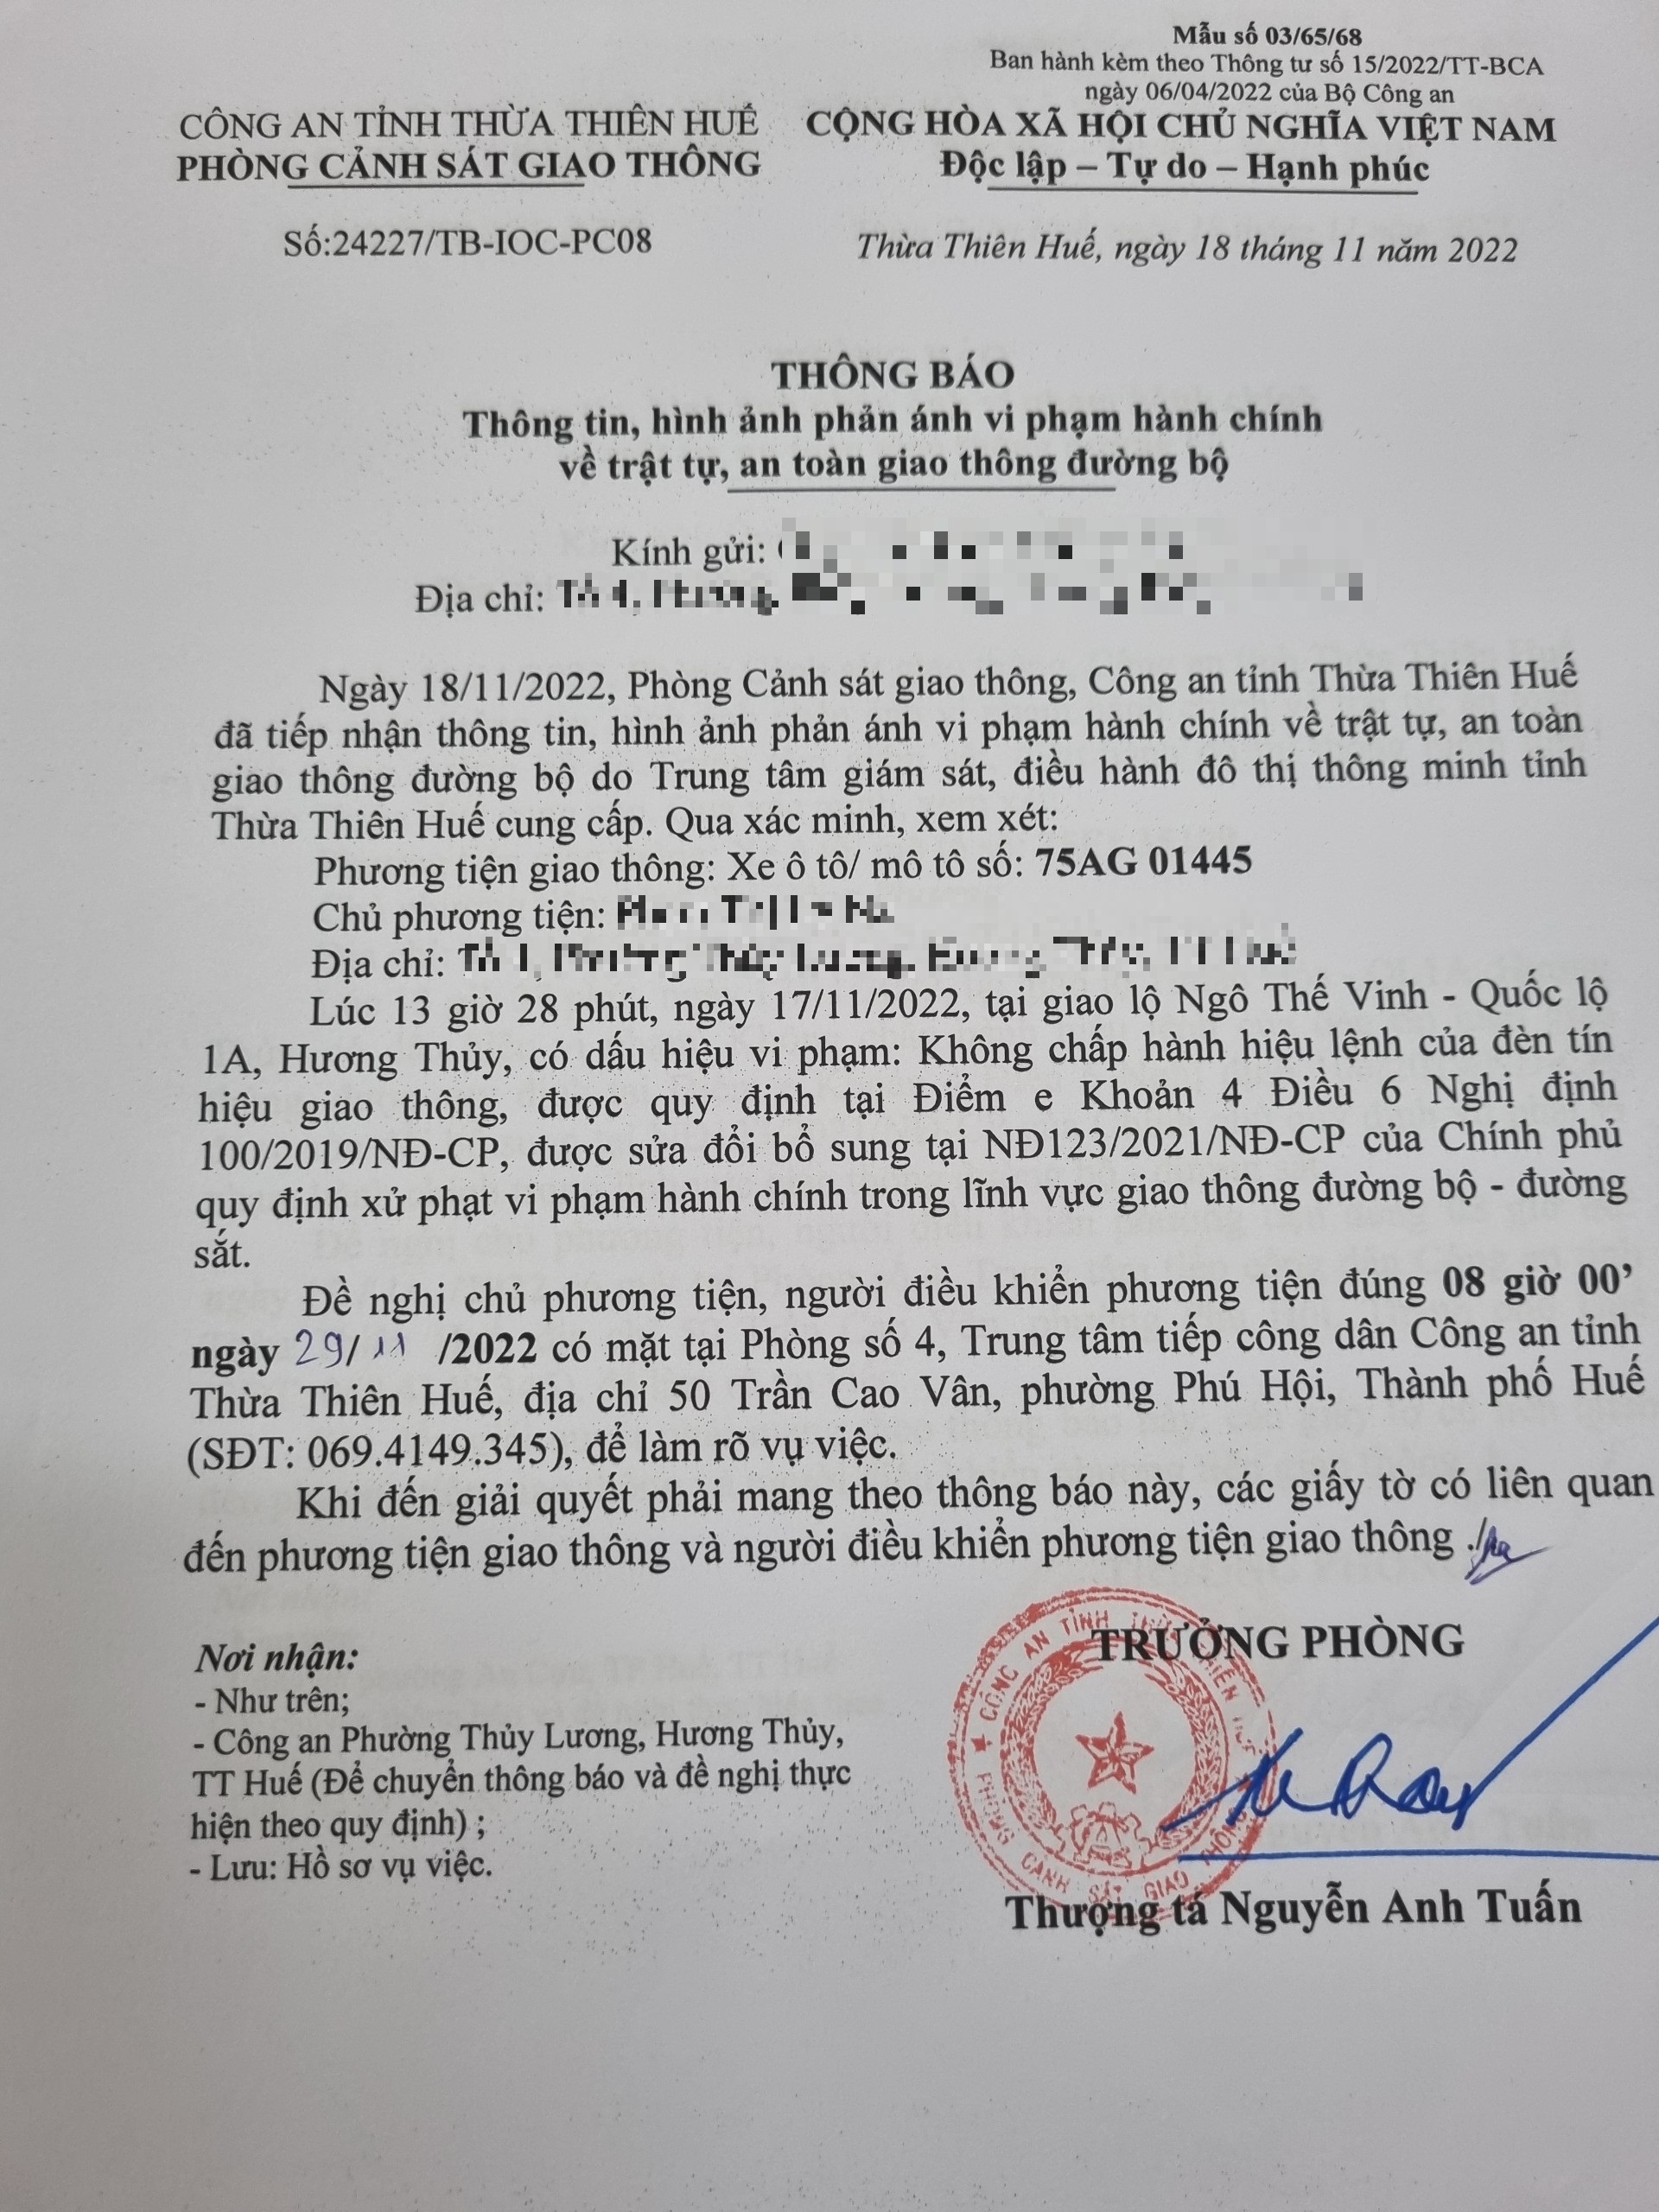 Mẫu số 03/65/68
Ban hành kèm theo Thông tư số 15/2022/TT-BCA
ngày 06/04/2022 của Bộ Công an
CÔNG AN TỈNH THỪA THIÊN HUẾ
PHÒNG CẢNH SÁT GIAO THÔNG
CỘNG HÒA XÃ HỘI CHỦ NGHĨA VIỆT NAM
Độc lập – Tự do – Hạnh phúc
Số:24227/TB-IOC-PC08
Thừa Thiên Huế, ngày 18 tháng 11 năm 2022
THÔNG BÁO
Thông tin, hình ảnh phản ánh vi phạm hành chính
về trật tự, an toàn giao thông đường bộ
Kính gửi:
Địa chỉ:
Ngày 18/11/2022, Phòng Cảnh sát giao thông, Công an tỉnh Thừa Thiên Huế
đã tiếp nhận thông tin, hình ảnh phản ánh vi phạm hành chính về trật tự, an toàn
giao thông đường bộ do Trung tâm giám sát, điều hành đô thị thông minh tỉnh
Thừa Thiên Huế cung cấp. Qua xác minh, xem xét:
Phương tiện giao thông: Xe ô tô/ mô tô số: 75AG 01445
Chủ phương tiện:
Địa chỉ:
Lúc 13 giờ 28 phút, ngày 17/11/2022, tại giao lộ Ngô Thế Vinh - Quốc lộ
1A, Hương Thủy, có dấu hiệu vi phạm: Không chấp hành hiệu lệnh của đèn tín
hiệu giao thông, được quy định tại Điểm e Khoản 4 Điều 6 Nghị định
100/2019/NĐ-CP, được sửa đổi bổ sung tại NĐ123/2021/NĐ-CP của Chính phủ
quy định xử phạt vi phạm hành chính trong lĩnh vực giao thông đường bộ - đường
sắt.
Đề nghị chủ phương tiện, người điều khiển phương tiện đúng 08 giờ 00’
ngày 29/11 /2022 có mặt tại Phòng số 4, Trung tâm tiếp công dân Công an tỉnh
Thừa Thiên Huế, địa chỉ 50 Trần Cao Vân, phường Phú Hội, Thành phố Huế
(SĐT: 069.4149.345), để làm rõ vụ việc.
Khi đến giải quyết phải mang theo thông báo này, các giấy tờ có liên quan
đến phương tiện giao thông và người điều khiển phương tiện giao thông ./
Nơi nhận:
- Như trên;
- Công an Phường Thủy Lương, Hương Thủy,
TT Huế (Để chuyển thông báo và đề nghị thực
hiện theo quy định) ;
- Lưu: Hồ sơ vụ việc.
TRƯỞNG PHÒNG
CÔNG AN TỈNH THỪA THIÊN HUẾ
PHÒNG CẢNH SÁT GIAO THÔNG
Thượng tá Nguyễn Anh Tuấn